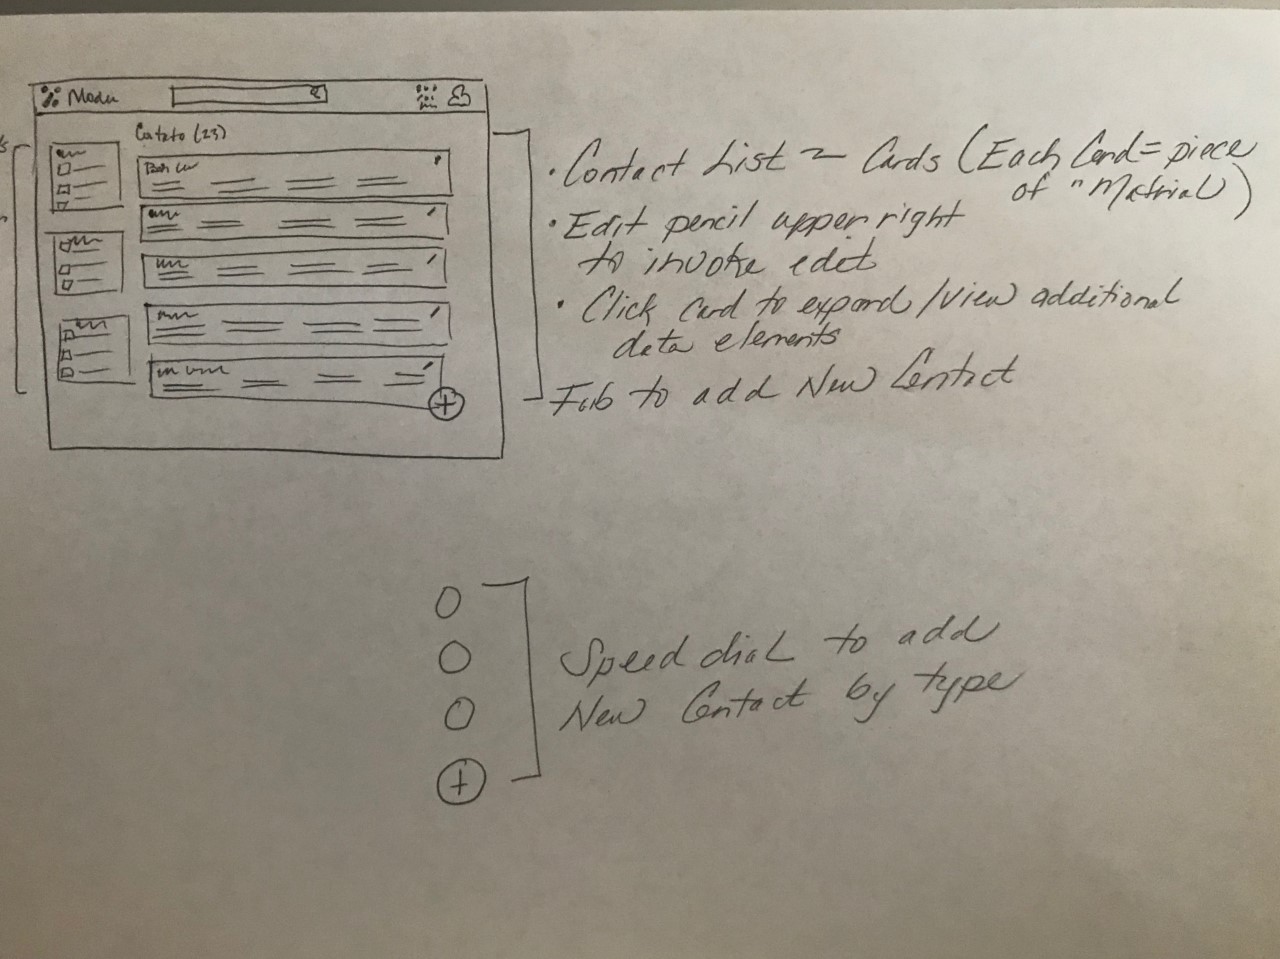 Contacts (23)
• Contact List ~ Cards (Each Card = piece
of "Material)
• Edit pencil upper right
to invoke edit
• Click Card to expand/view additional
data elements
Fab to add New Contact
Speed dial to add
New Contact by type